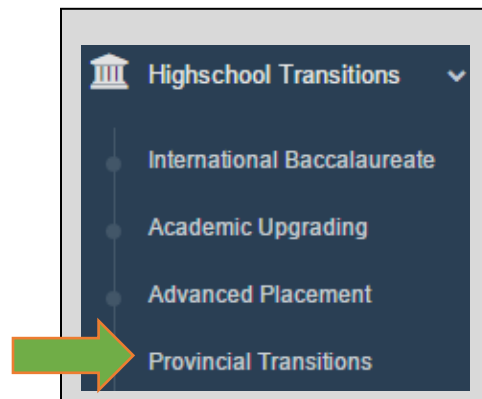 Highschool Transitions
International Baccalaureate
Academic Upgrading
Advanced Placement
Provincial Transitions